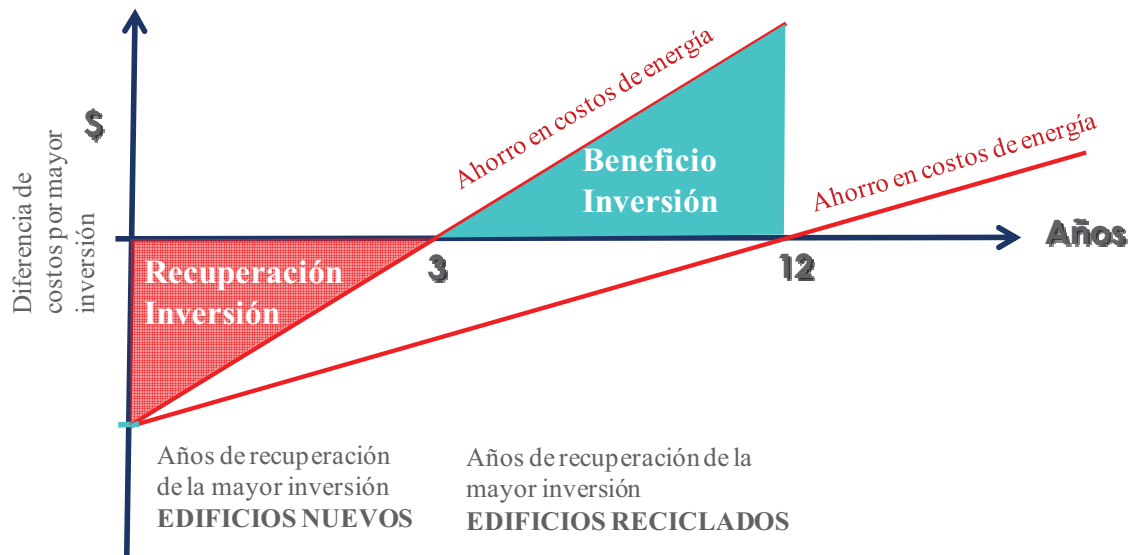 Ahorro en costos de energía
$
Diferencia de
costos por mayor
inversión
Beneficio
Inversión
Ahorro en costos de energía
Años
Recuperación
Inversión
3
12
Años de recuperación
de la mayor inversión
EDIFICIOS NUEVOS
Años de recuperación de la
mayor inversión
EDIFICIOS RECICLADOS